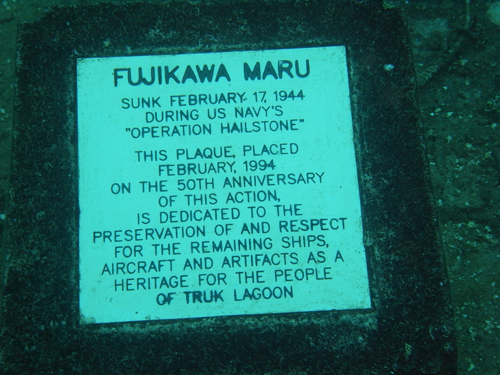 FUJIKAWA MARU
SUNK FEBRUARY 17, 1944
DURING US NAVY'S
"OPERATION HAILSTONE"
THIS PLAQUE, PLACED
FEBRUARY, 1994
ON THE 50TH ANNIVERSARY
OF THIS ACTION,
IS DEDICATED TO THE
PRESERVATION OF AND RESPECT
FOR THE REMAINING SHIPS,
AIRCRAFT AND ARTIFACTS AS A
HERITAGE FOR THE PEOPLE
OF TRUK LAGOON